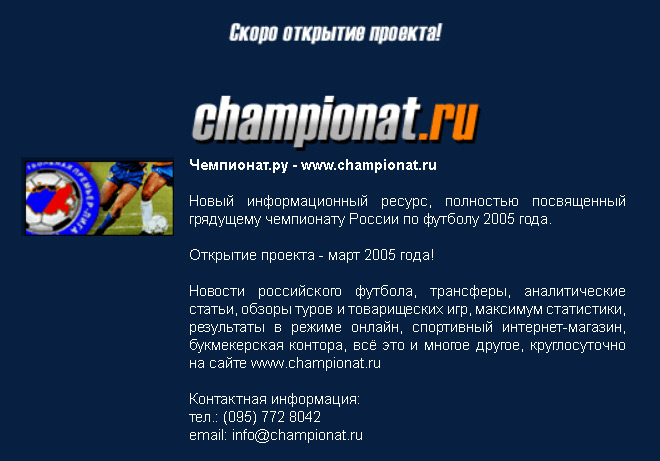 Скоро открытие проекта!
championat.ru
Чемпионат.ру - www.championat.ru
Новый информационный ресурс, полностью посвященный
грядущему чемпионату России по футболу 2005 года.
Открытие проекта - март 2005 года!
Новости российского футбола, трансферы, аналитические
статьи, обзоры туров и товарищеских игр, максимум статистики,
результаты в режиме онлайн, спортивный интернет-магазин,
букмекерская контора, всё это и многое другое, круглосуточно
на сайте www.championat.ru
Контактная информация:
тел.: (095) 772 8042
email: info@championat.ru
ПРЕМЬЕР-ЛИГА